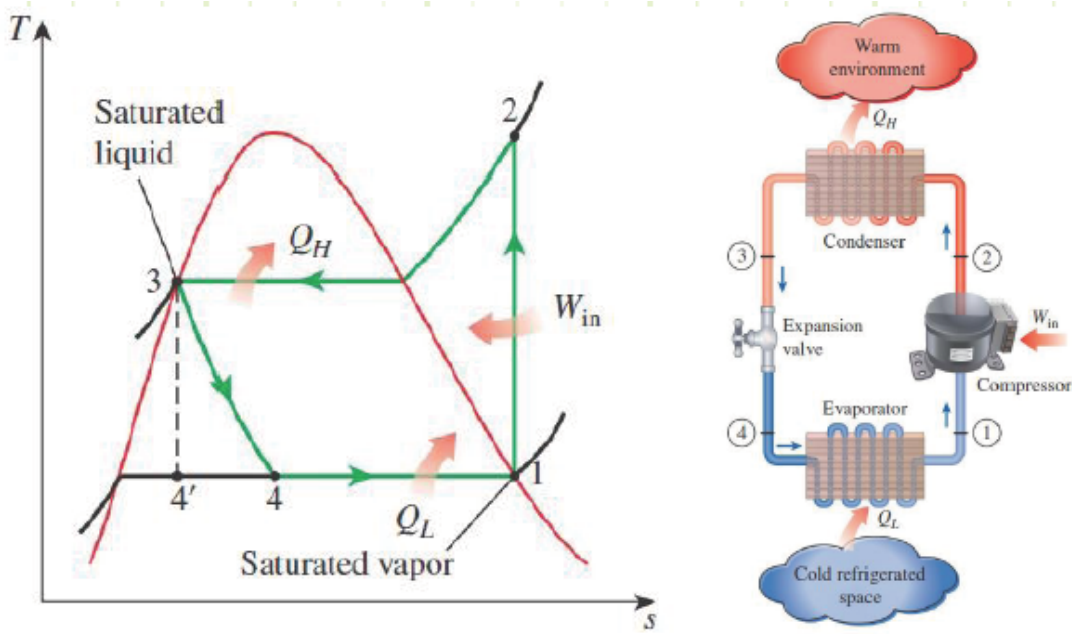 T
Saturated
liquid
2
3
Q_H
W_in
4'
4
1
Q_L
Saturated vapor
s
Warm
environment
Q_H
Condenser
3
2
Expansion
valve
W_in
Compressor
Evaporator
4
1
Q_L
Cold refrigerated
space